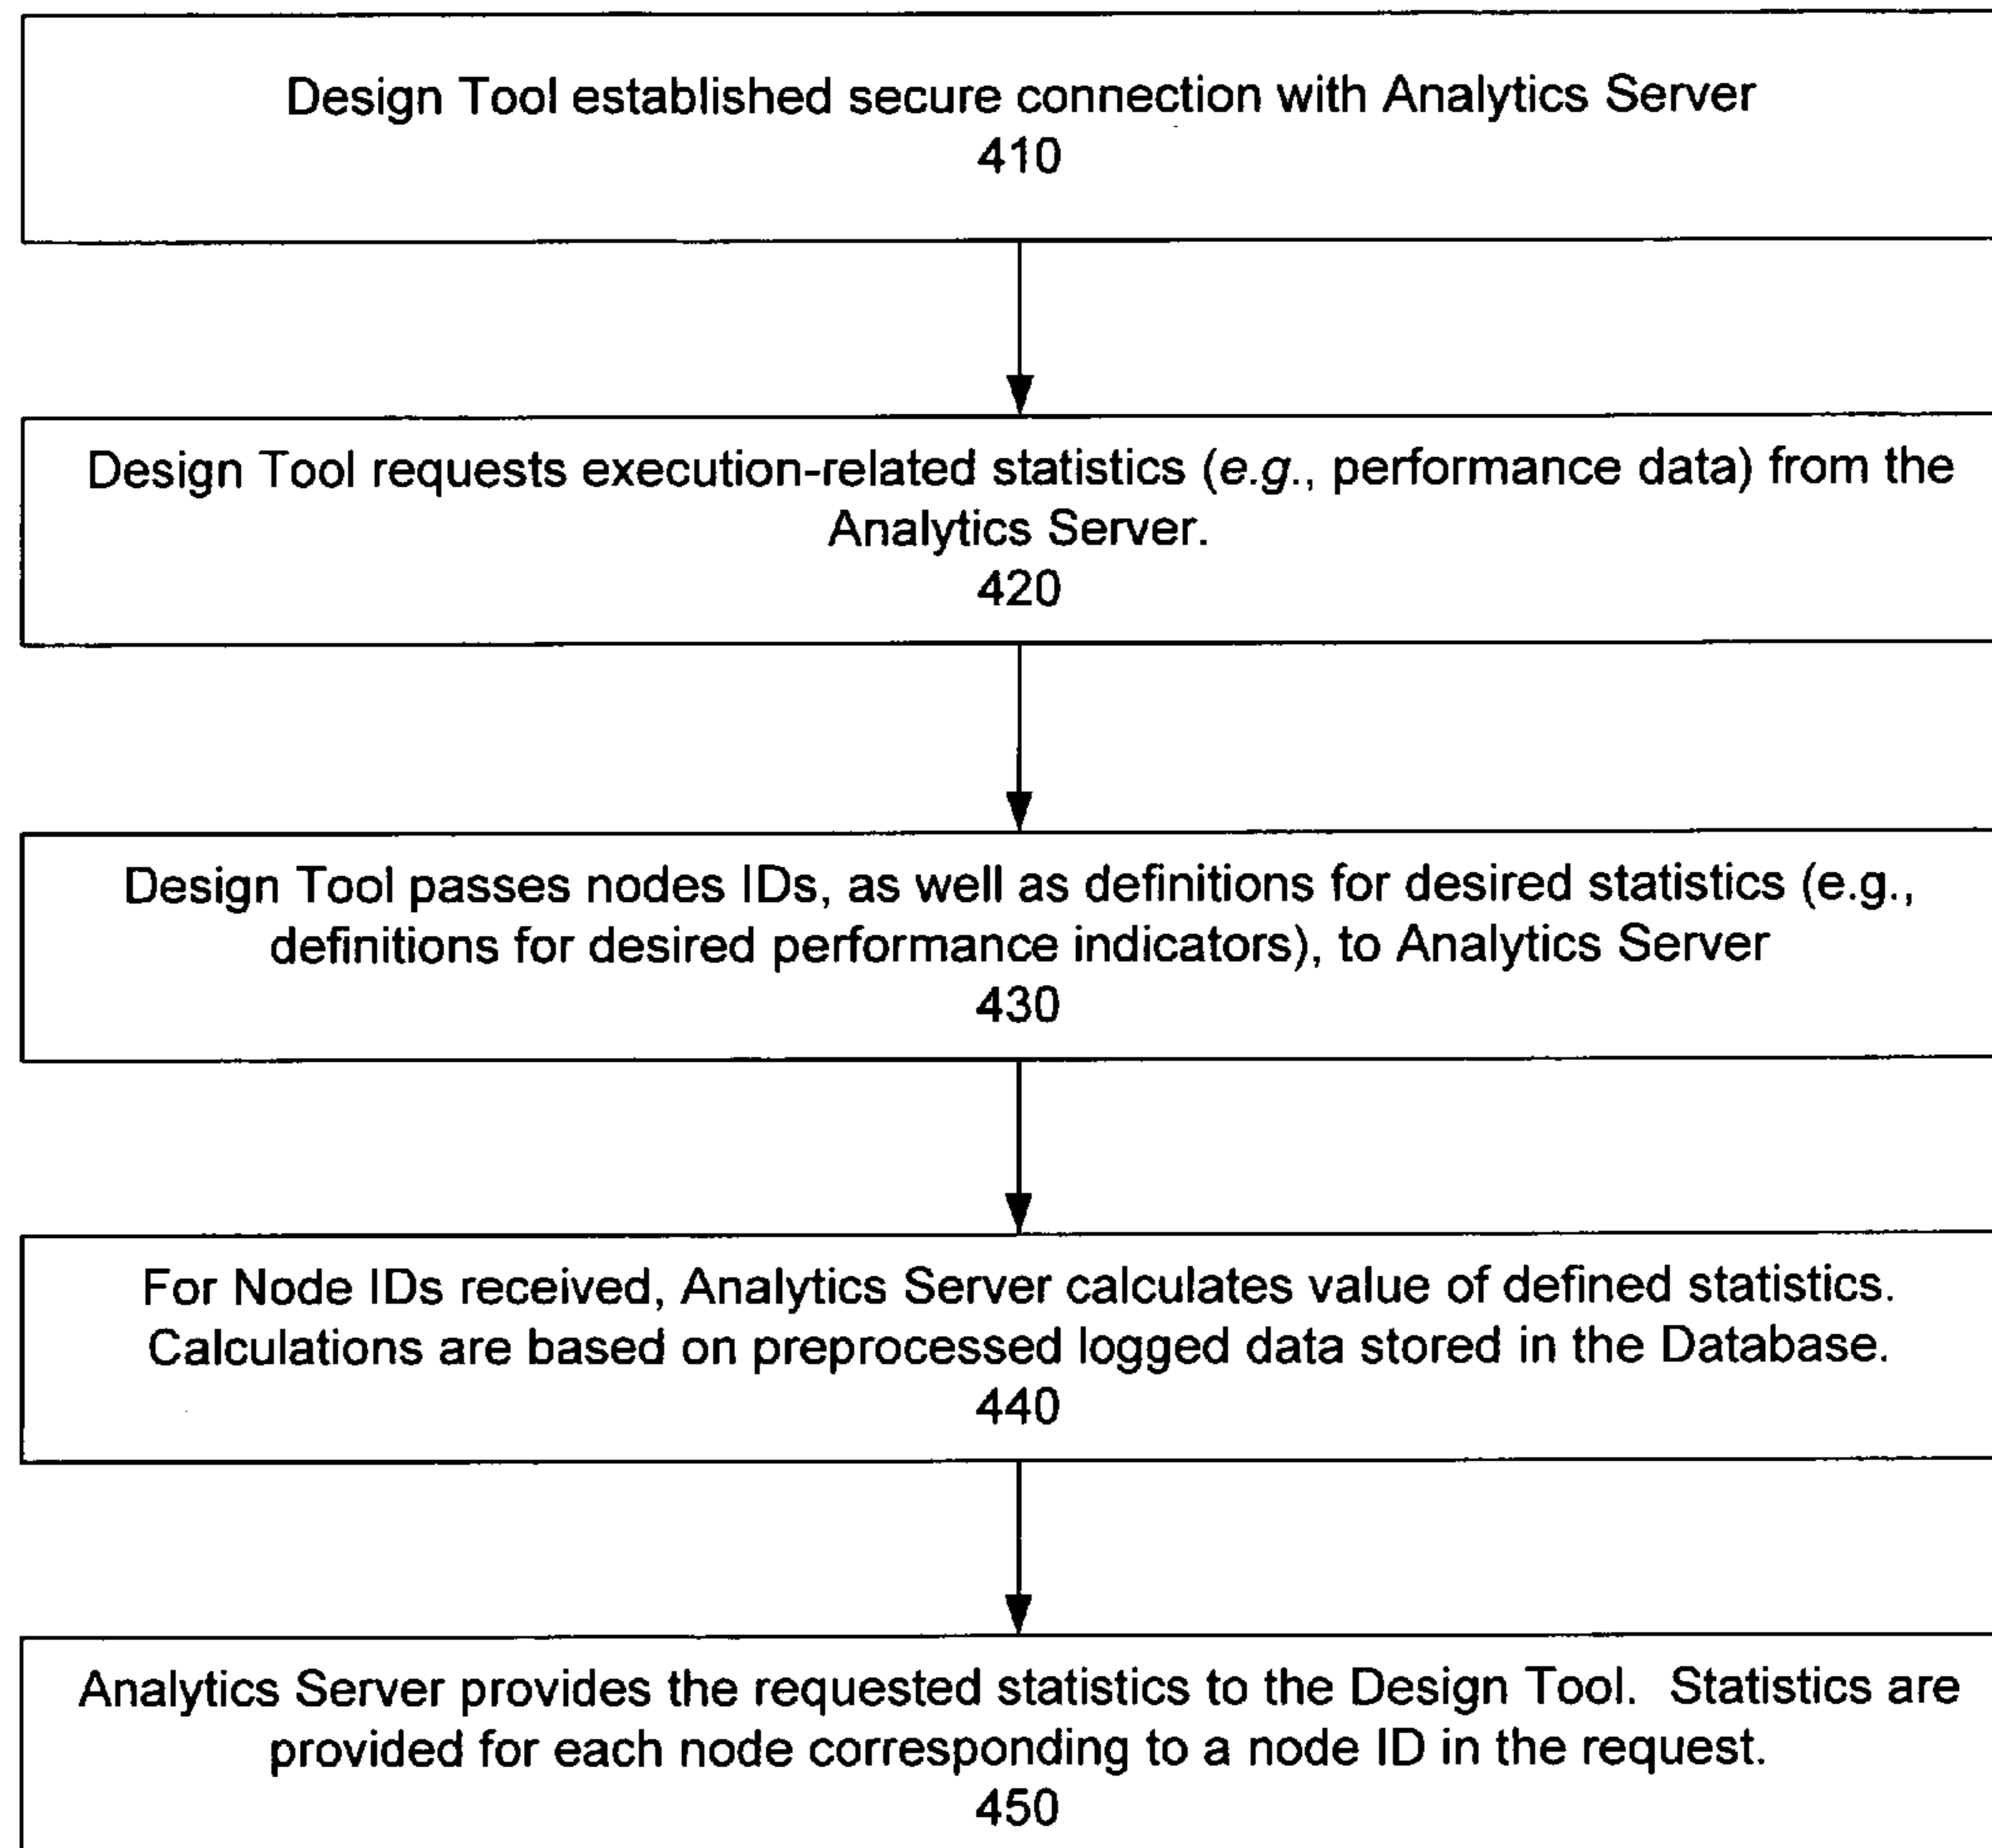 Design Tool established secure connection with Analytics Server
410
Design Tool requests execution-related statistics (e.g., performance data) from the
Analytics Server.
420
Design Tool passes nodes IDs, as well as definitions for desired statistics (e.g.,
definitions for desired performance indicators), to Analytics Server
430
For Node IDs received, Analytics Server calculates value of defined statistics.
Calculations are based on preprocessed logged data stored in the Database.
440
Analytics Server provides the requested statistics to the Design Tool.  Statistics are
provided for each node corresponding to a node ID in the request.
450